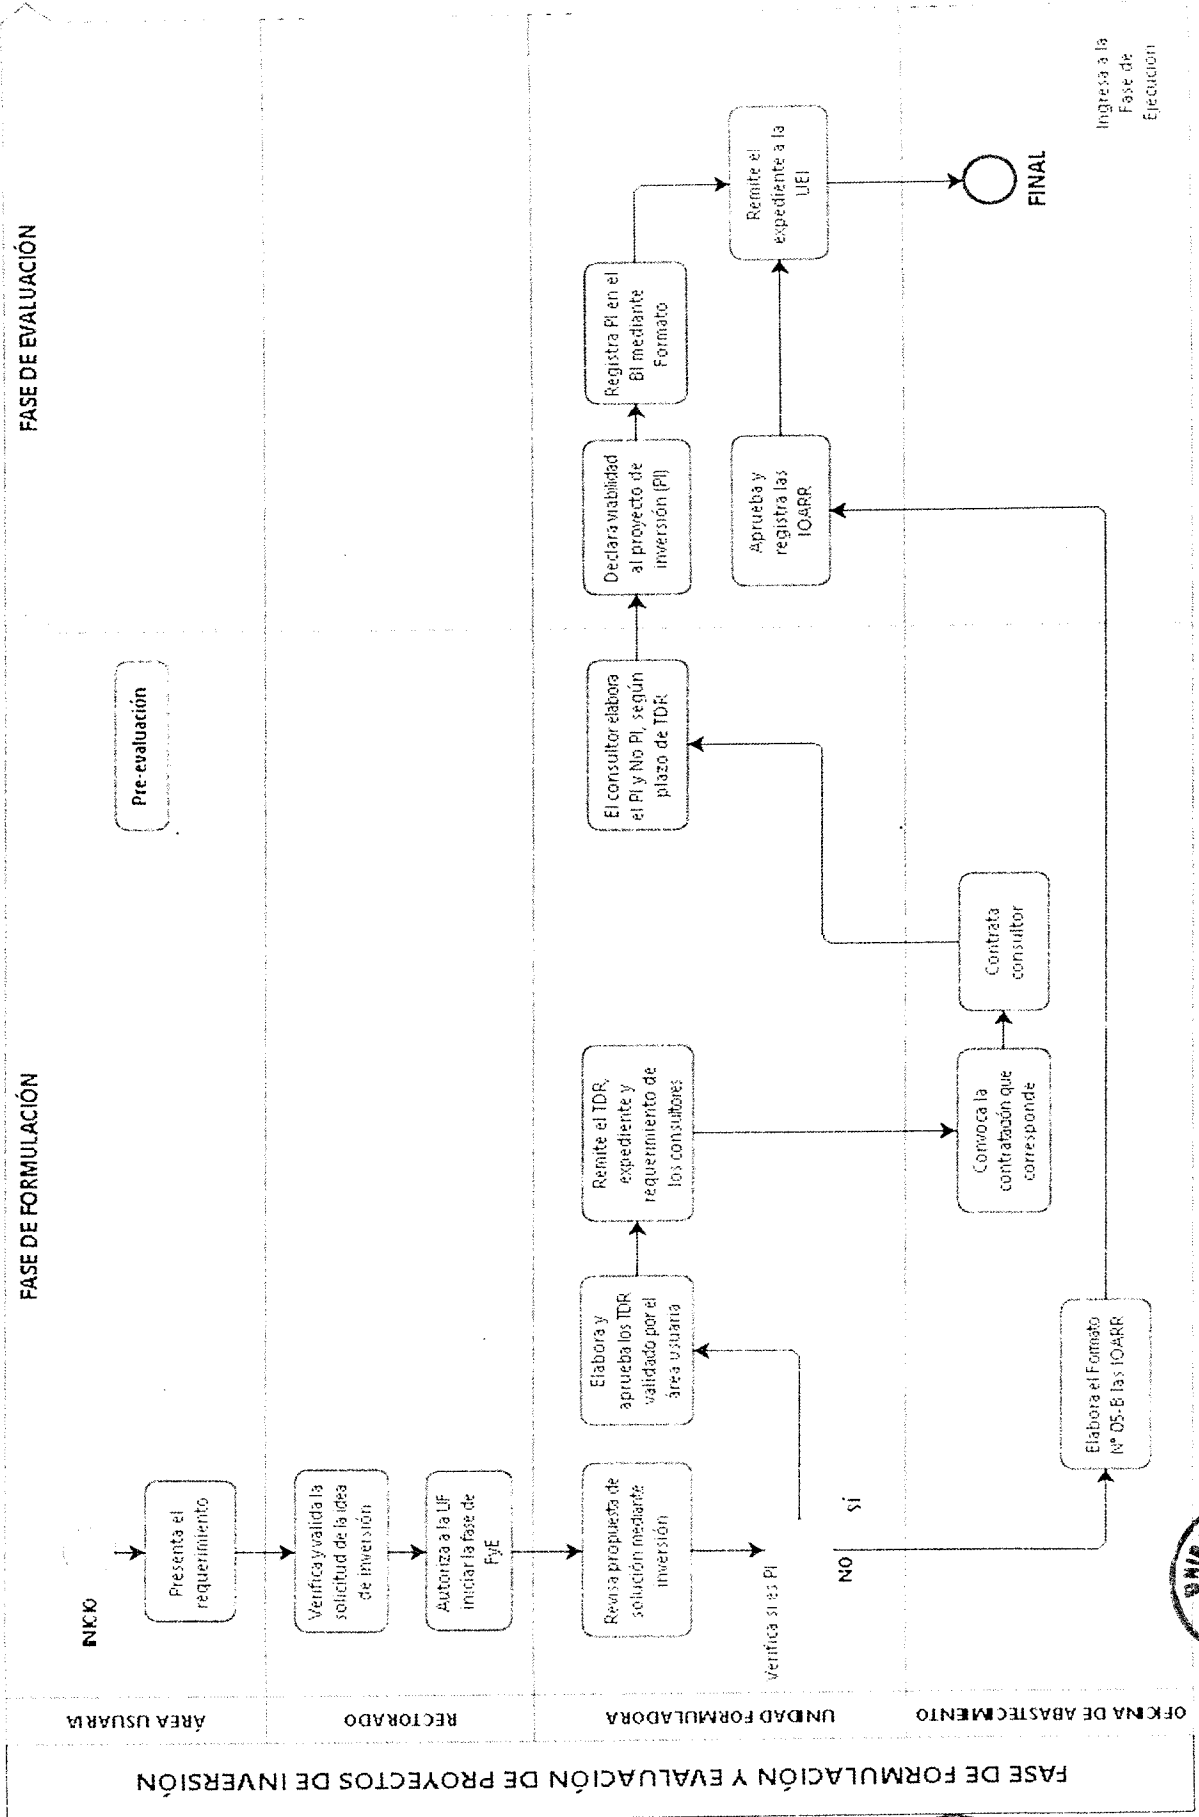 FASE DE FORMULACIÓN Y EVALUACIÓN DE PROYECTOS DE INVERSIÓN
FASE DE FORMULACIÓN
FASE DE EVALUACIÓN
ÁREA USUARIA
INICIO
Presenta el
requerimiento
Pre-evaluación
RECTORADO
Verifica y valida la
solicitud de la idea
de inversión
Autoriza a la UF
iniciar la fase de
FyE
UNIDAD FORMULADORA
Revisa propuesta de
solución mediante
inversión
Verifica si es PI
SÍ
NO
Elabora y
aprueba los TDR
validado por el
área usuaria
Remite el TDR,
expediente y
requerimiento de
los consultores
El consultor elabora
el PI y No PI, según
plazo de TDR
Declara viabilidad
al proyecto de
inversión (PI)
Registra PI en el
BI mediante
Formato
Aprueba y
registra las
IOARR
Remite el
expediente a la
UEI
OFICINA DE ABASTECIMIENTO
Convoca la
contratación que
corresponde
Contrata
consultor
Elabora el Formato
N° 05-B las IOARR
FINAL
Ingresa a la
Fase de
Ejecución